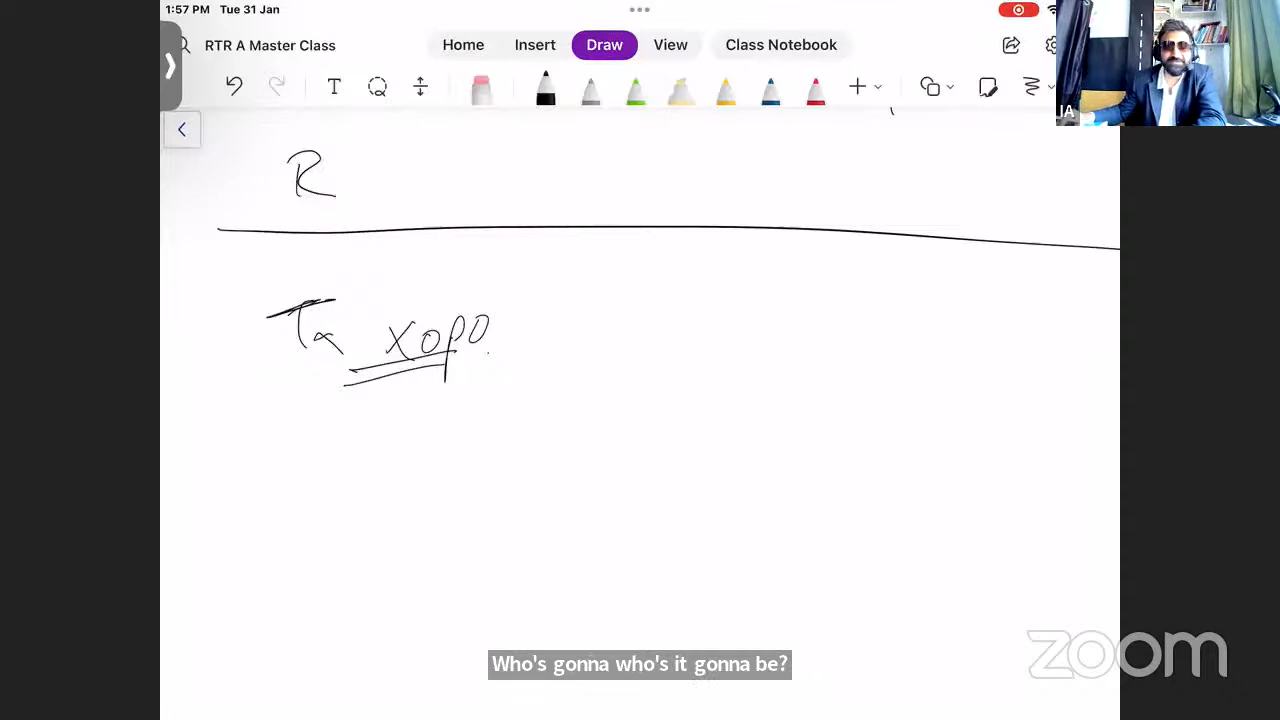 1:57 PM Tue 31 Jan
RTR A Master Class
Home Insert Draw View Class Notebook
T
IA
R
Tx xopo
Who's gonna who's it gonna be?
zoom